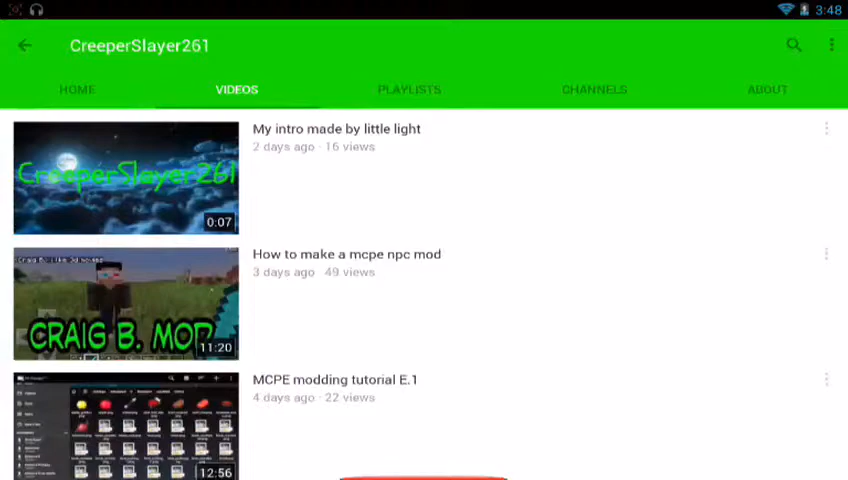 3:48
CreeperSlayer261
HOME
VIDEOS
PLAYLISTS
CHANNELS
ABOUT
CreeperSlayer261
0:07
My intro made by little light
2 days ago · 16 views
CRAIG B. MOD
11:20
How to make a mcpe npc mod
3 days ago · 49 views
12:56
MCPE modding tutorial E.1
4 days ago · 22 views